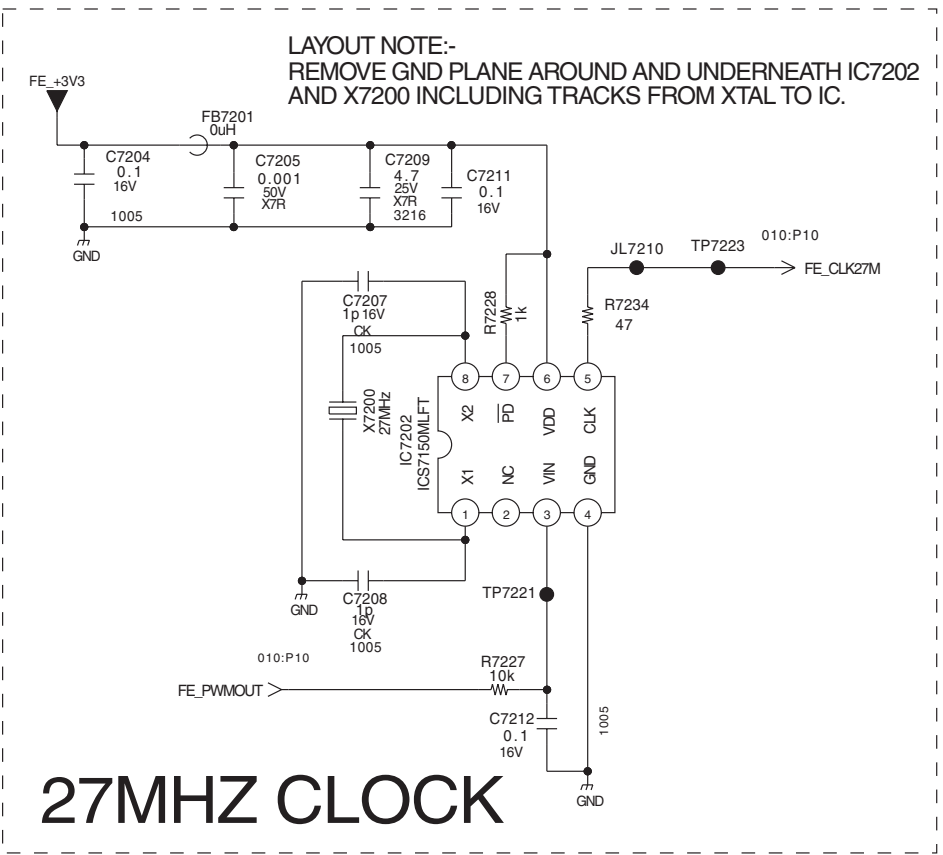 LAYOUT NOTE:-
REMOVE GND PLANE AROUND AND UNDERNEATH IC7202
AND X7200 INCLUDING TRACKS FROM XTAL TO IC.
FE_+3V3
FB7201
0uH
C7204
0.1
16V
1005
GND
C7205
0.001
50V
X7R
C7209
4.7
25V
X7R
3216
C7211
0.1
16V
010:P10
JL7210
TP7223
FE_CLK27M
C7207
1p 16V
CK
1005
R7228
1k
R7234
47
8
7
6
5
X2
PD
VDD
CLK
X7200
27MHz
IC7202
ICS7150MLFT
X1
NC
VIN
GND
1
2
3
4
GND
C7208
1p
16V
CK
1005
TP7221
010:P10
FE_PWMOUT
R7227
10k
C7212
0.1
16V
1005
GND
27MHZ CLOCK